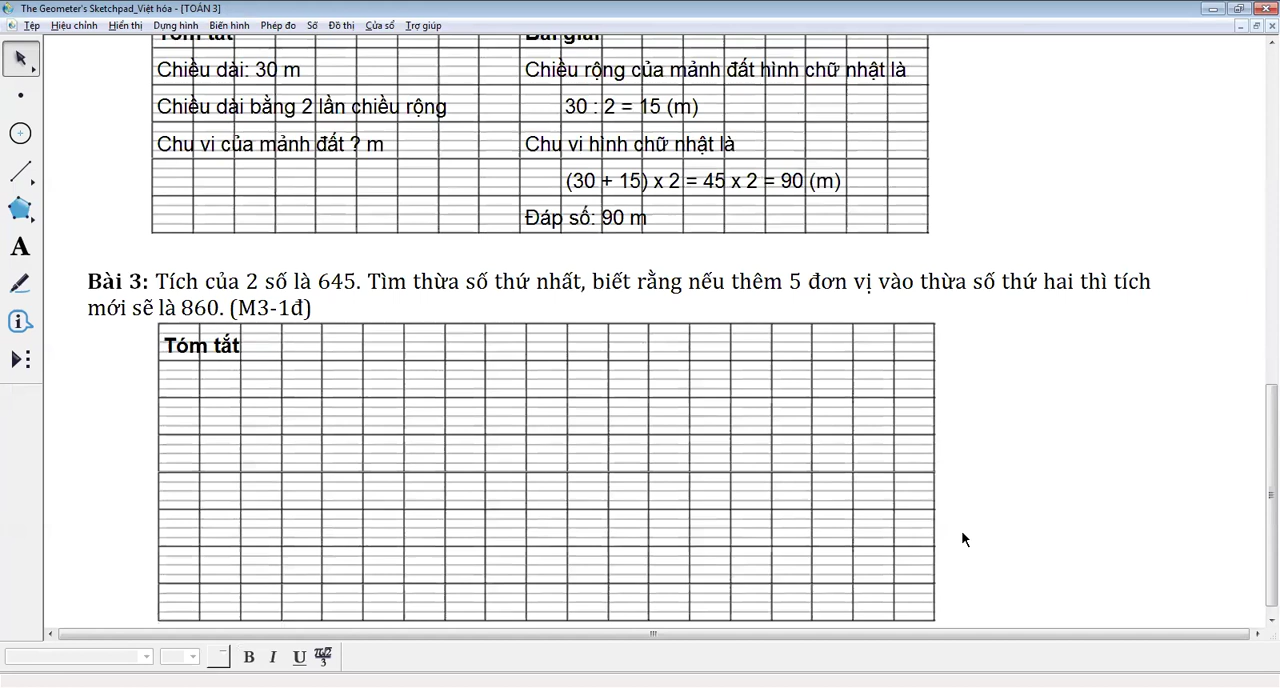 The Geometer's Sketchpad_Việt hóa - [TOÁN 3]
Tệp Hiệu chỉnh Hiển thị Dựng hình Biến hình Phép đo Số Đồ thị Cửa sổ Trợ giúp
Tóm tắt Bài giải
Chiều dài: 30 m Chiều rộng của mảnh đất hình chữ nhật là
Chiều dài bằng 2 lần chiều rộng 30 : 2 = 15 (m)
Chu vi của mảnh đất ? m Chu vi hình chữ nhật là
(30 + 15) x 2 = 45 x 2 = 90 (m)
Đáp số: 90 m
Bài 3: Tích của 2 số là 645. Tìm thừa số thứ nhất, biết rằng nếu thêm 5 đơn vị vào thừa số thứ hai thì tích
mới sẽ là 860. (M3-1đ)
Tóm tắt
A
B I U